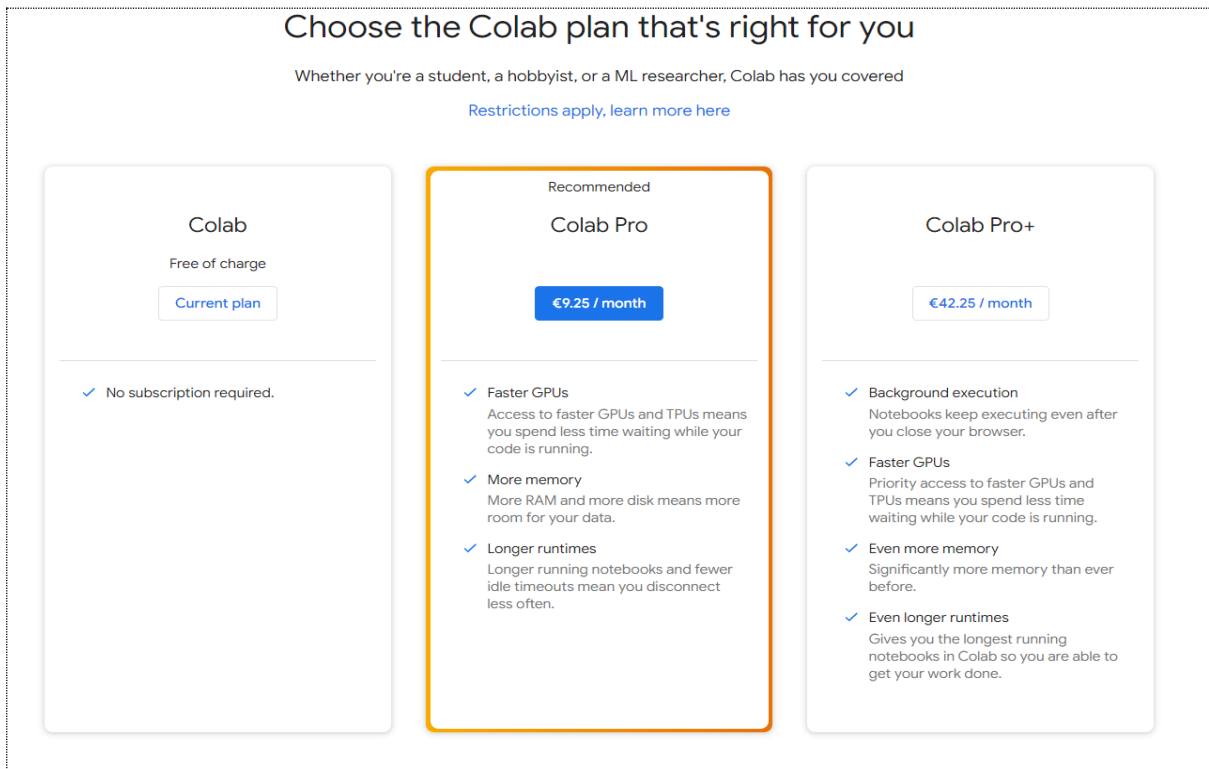 Choose the Colab plan that's right for you
Whether you're a student, a hobbyist, or a ML researcher, Colab has you covered
Restrictions apply, learn more here
Colab
Free of charge
Current plan
No subscription required.
Recommended
Colab Pro
€9.25 / month
Faster GPUs
Access to faster GPUs and TPUs means
you spend less time waiting while your
code is running.
More memory
More RAM and more disk means more
room for your data.
Longer runtimes
Longer running notebooks and fewer
idle timeouts mean you disconnect
less often.
Colab Pro+
€42.25 / month
Background execution
Notebooks keep executing even after
you close your browser.
Faster GPUs
Priority access to faster GPUs and
TPUs means you spend less time
waiting while your code is running.
Even more memory
Significantly more memory than ever
before.
Even longer runtimes
Gives you the longest running
notebooks in Colab so you are able to
get your work done.